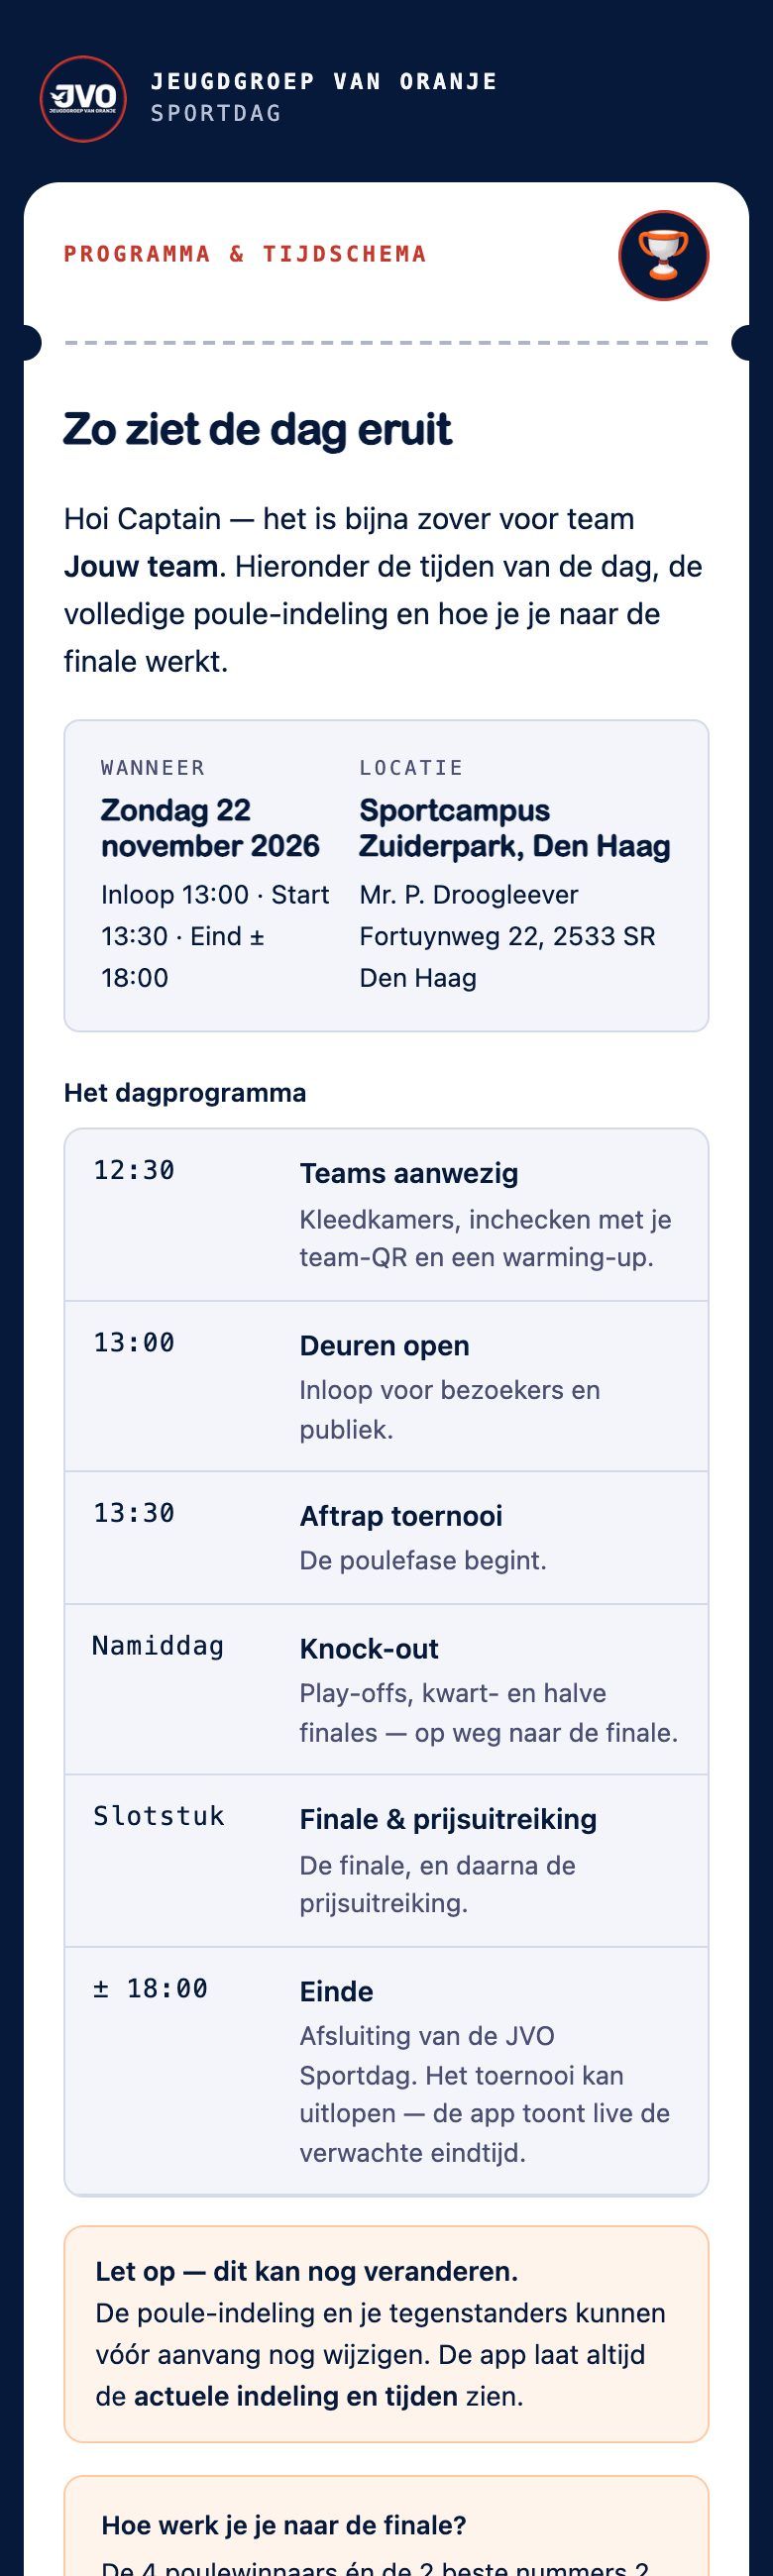 JVO
JEUGDGROEP VAN ORANJE
JEUGDGROEP VAN ORANJE
SPORTDAG
PROGRAMMA & TIJDSCHEMA
Zo ziet de dag eruit
Hoi Captain — het is bijna zover voor team
Jouw team. Hieronder de tijden van de dag, de
volledige poule-indeling en hoe je je naar de
finale werkt.
WANNEER
Zondag 22
november 2026
Inloop 13:00 · Start
13:30 · Eind ±
18:00
LOCATIE
Sportcampus
Zuiderpark, Den Haag
Mr. P. Droogleever
Fortuynweg 22, 2533 SR
Den Haag
Het dagprogramma
12:30
Teams aanwezig
Kleedkamers, inchecken met je
team-QR en een warming-up.
13:00
Deuren open
Inloop voor bezoekers en
publiek.
13:30
Aftrap toernooi
De poulefase begint.
Namiddag
Knock-out
Play-offs, kwart- en halve
finales — op weg naar de finale.
Slotstuk
Finale & prijsuitreiking
De finale, en daarna de
prijsuitreiking.
± 18:00
Einde
Afsluiting van de JVO
Sportdag. Het toernooi kan
uitlopen — de app toont live de
verwachte eindtijd.
Let op — dit kan nog veranderen.
De poule-indeling en je tegenstanders kunnen
vóór aanvang nog wijzigen. De app laat altijd
de actuele indeling en tijden zien.
Hoe werk je je naar de finale?
De 4 poulewinnaars én de 2 beste nummers 2